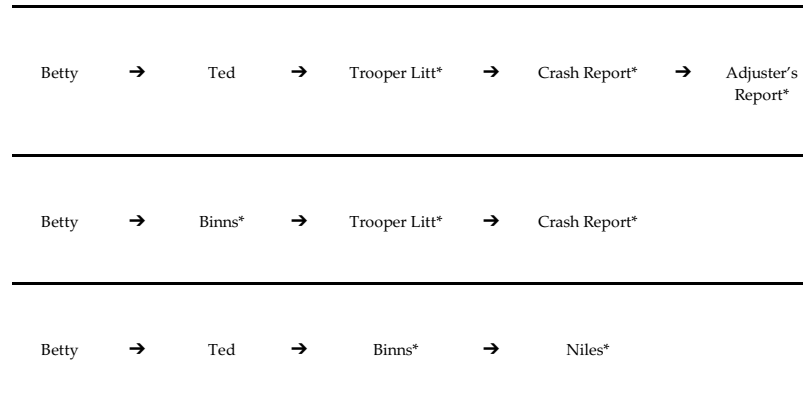 Betty ➔ Ted ➔ Trooper Litt* ➔ Crash Report* ➔ Adjuster's
Report*
Betty ➔ Binns* ➔ Trooper Litt* ➔ Crash Report*
Betty ➔ Ted ➔ Binns* ➔ Niles*